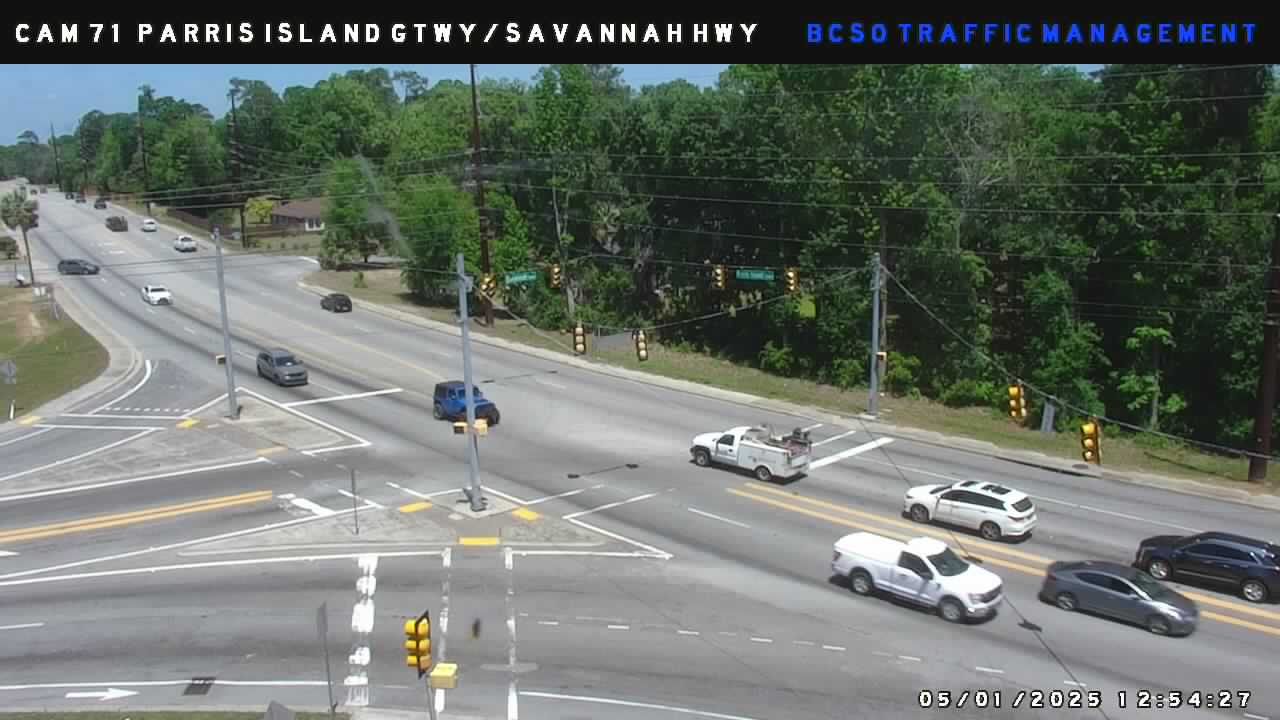 CAM 71 PARRIS ISLAND GTWY/SAVANNAH HWY BCSO TRAFFIC MANAGEMENT
05/01/2025 12:54:27